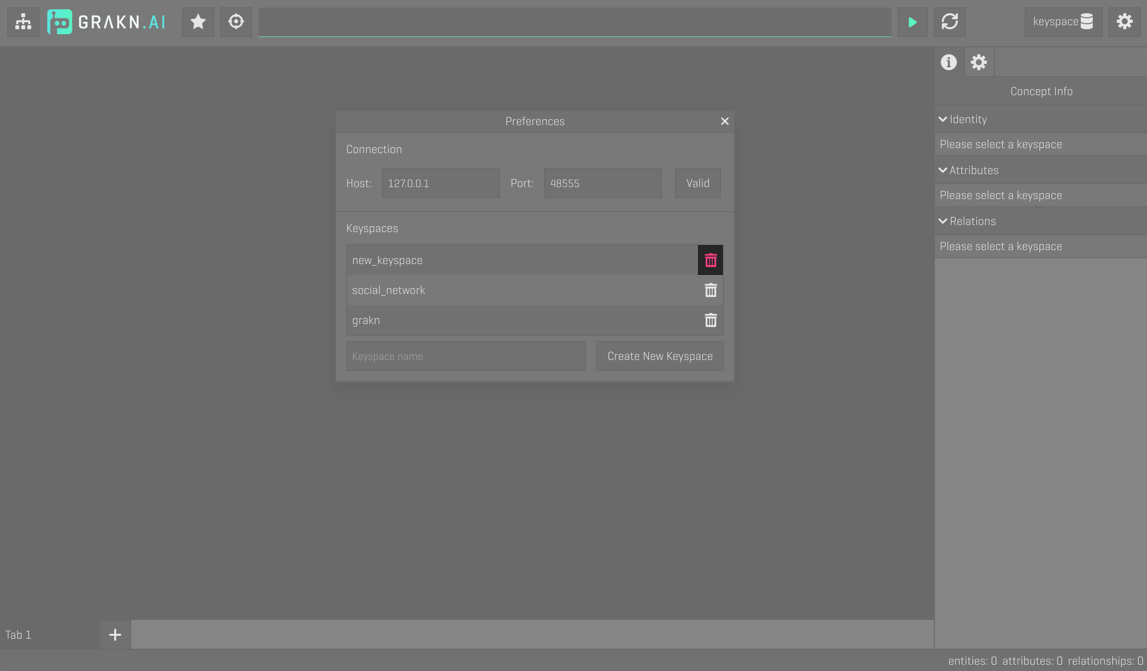 GRAKN.AI
keyspace
Concept Info
Identity
Please select a keyspace
Attributes
Please select a keyspace
Relations
Please select a keyspace
Preferences
Connection
Host:
127.0.0.1
Port:
48555
Valid
Keyspaces
new_keyspace
social_network
grakn
Keyspace name
Create New Keyspace
Tab 1
entities: 0 attributes: 0 relationships: 0